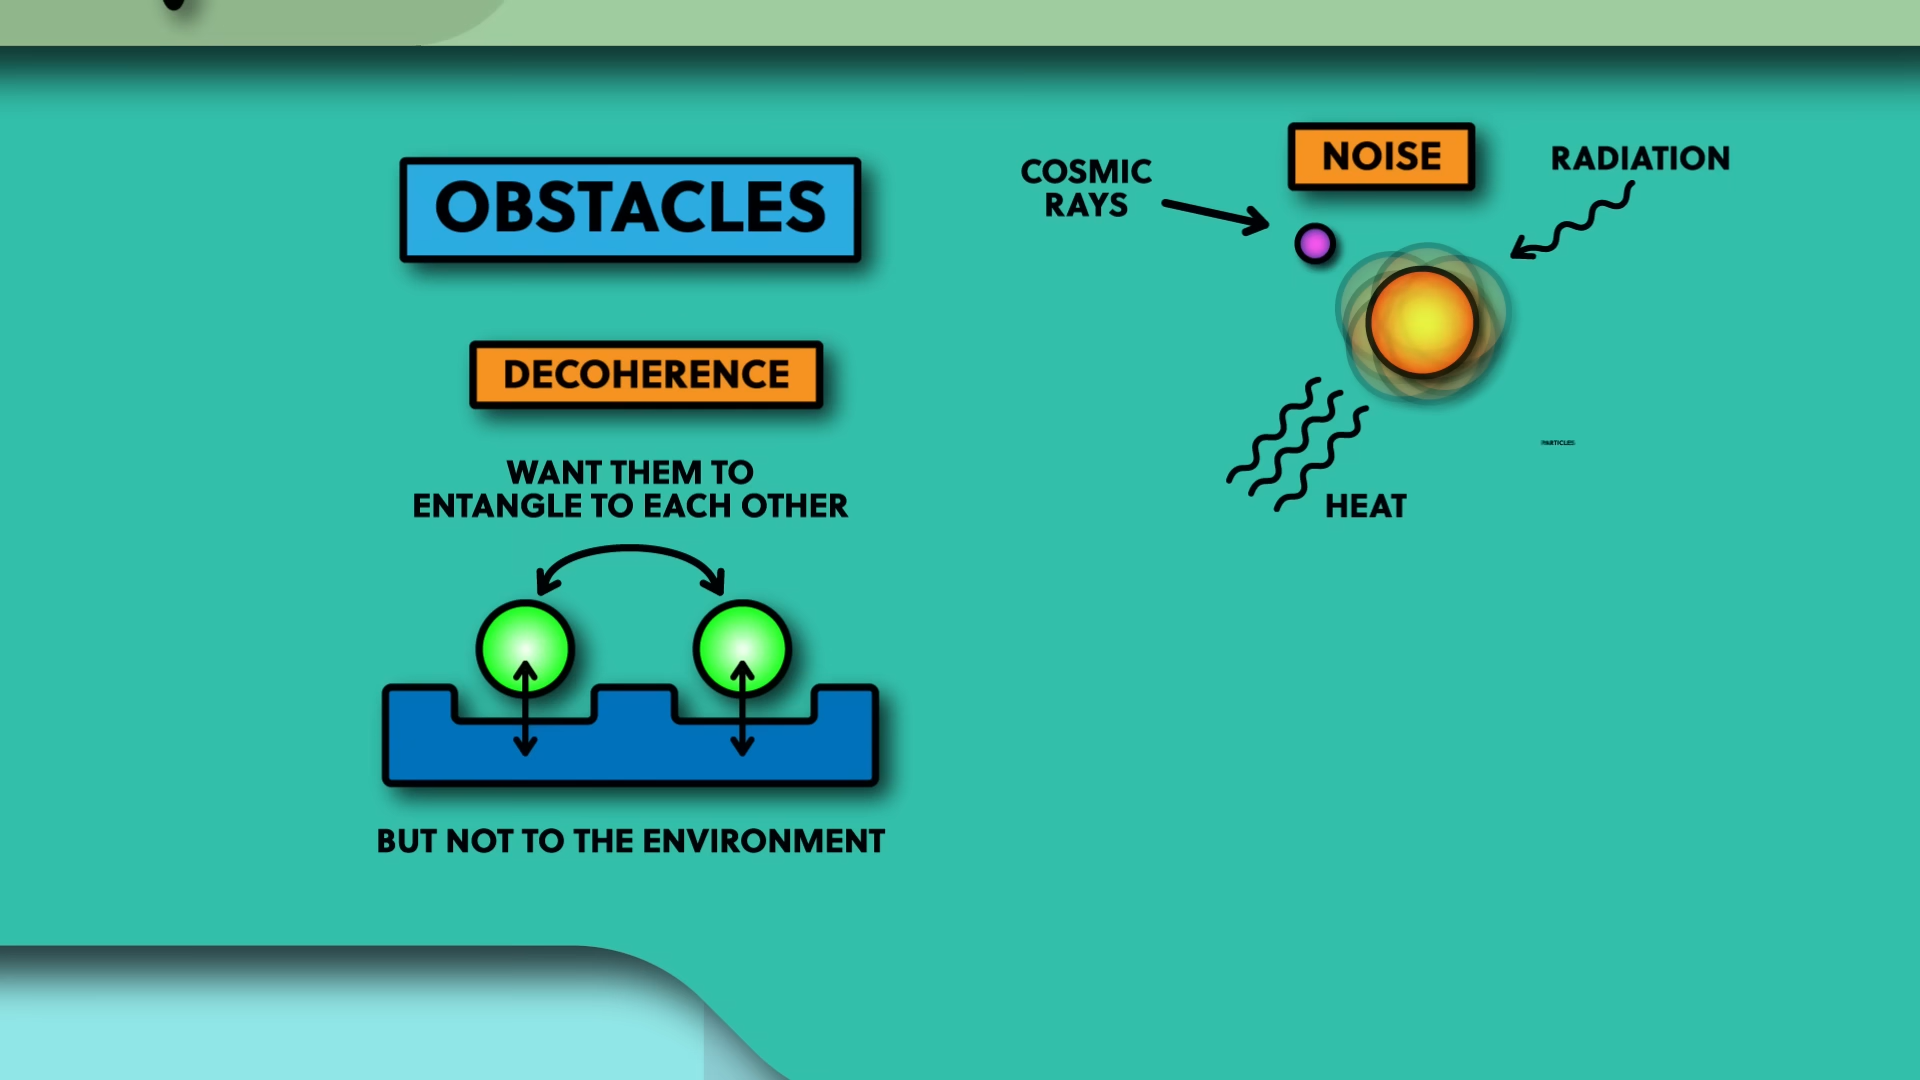 OBSTACLES
DECOHERENCE
WANT THEM TO
ENTANGLE TO EACH OTHER
BUT NOT TO THE ENVIRONMENT
NOISE
COSMIC
RAYS
RADIATION
HEAT
PARTICLES